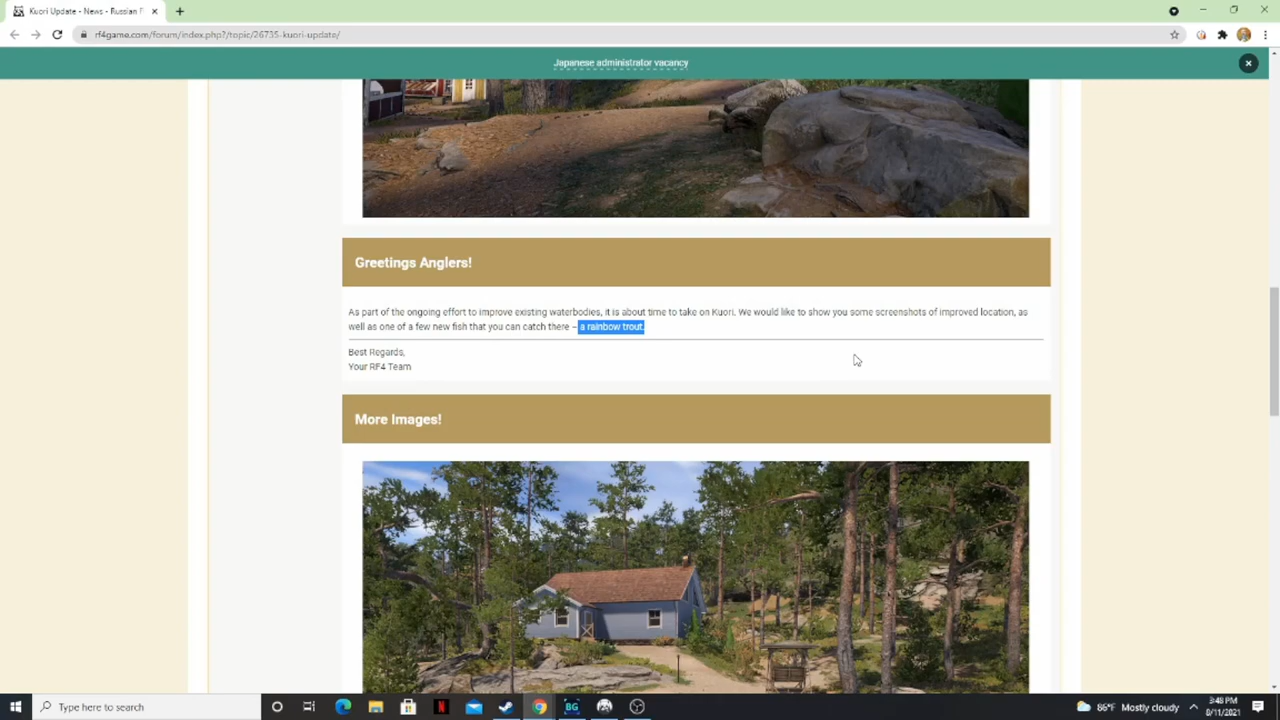 Kuori Update - News - Russian F
rf4game.com/forum/index.php?/topic/26735-kuori-update/
Japanese administrator vacancy
Greetings Anglers!
As part of the ongoing effort to improve existing waterbodies, it is about time to take on Kuori. We would like to show you some screenshots of improved location, as
well as one of a few new fish that you can catch there – a rainbow trout.
Best Regards,
Your RF4 Team
More Images!
Type here to search
BG
86°F Mostly cloudy
3:48 PM
8/11/2021